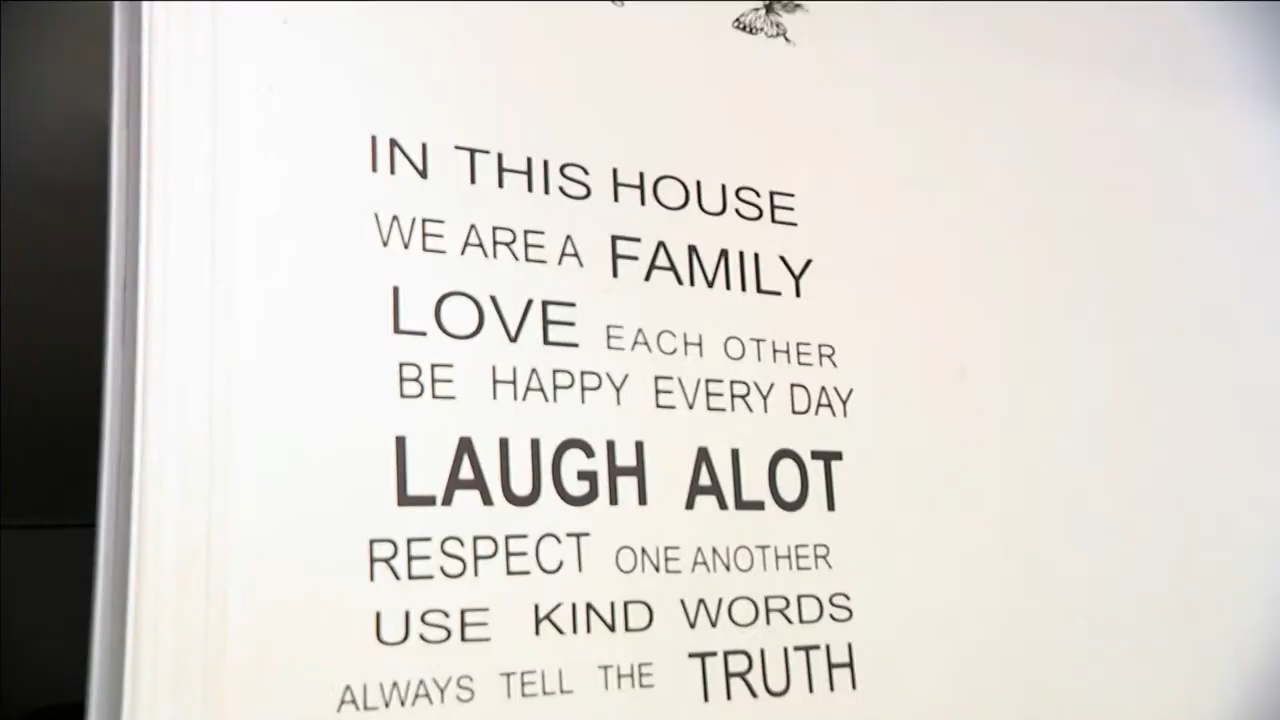 IN THIS HOUSE
WE ARE A FAMILY
LOVE EACH OTHER
BE HAPPY EVERY DAY
LAUGH ALOT
RESPECT ONE ANOTHER
USE KIND WORDS
ALWAYS TELL THE TRUTH